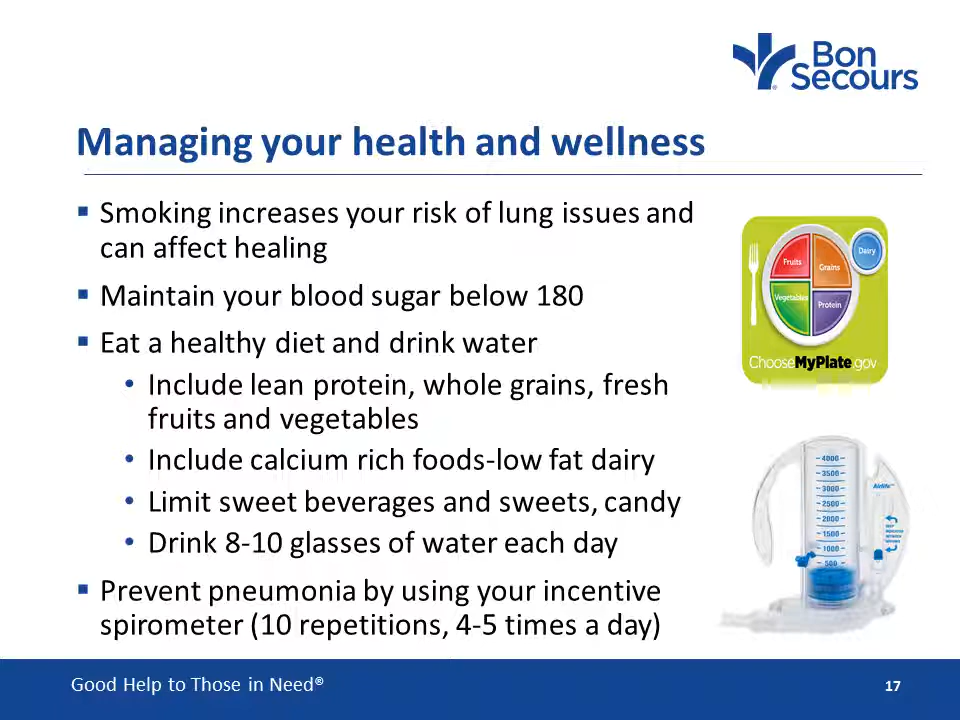 Bon
Secours
Managing your health and wellness
▪ Smoking increases your risk of lung issues and
can affect healing
▪ Maintain your blood sugar below 180
▪ Eat a healthy diet and drink water
• Include lean protein, whole grains, fresh
fruits and vegetables
• Include calcium rich foods-low fat dairy
• Limit sweet beverages and sweets, candy
• Drink 8-10 glasses of water each day
▪ Prevent pneumonia by using your incentive
spirometer (10 repetitions, 4-5 times a day)
Dairy
Fruits
Grains
Vegetables
Protein
ChooseMyPlate.gov
4000
3500
3000
2500
2000
1500
1000
500
Airlife™
Good Help to Those in Need®
17